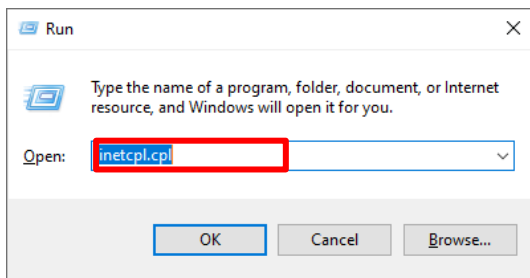 Run
Type the name of a program, folder, document, or Internet
resource, and Windows will open it for you.
Open: inetcpl.cpl
OK Cancel Browse...